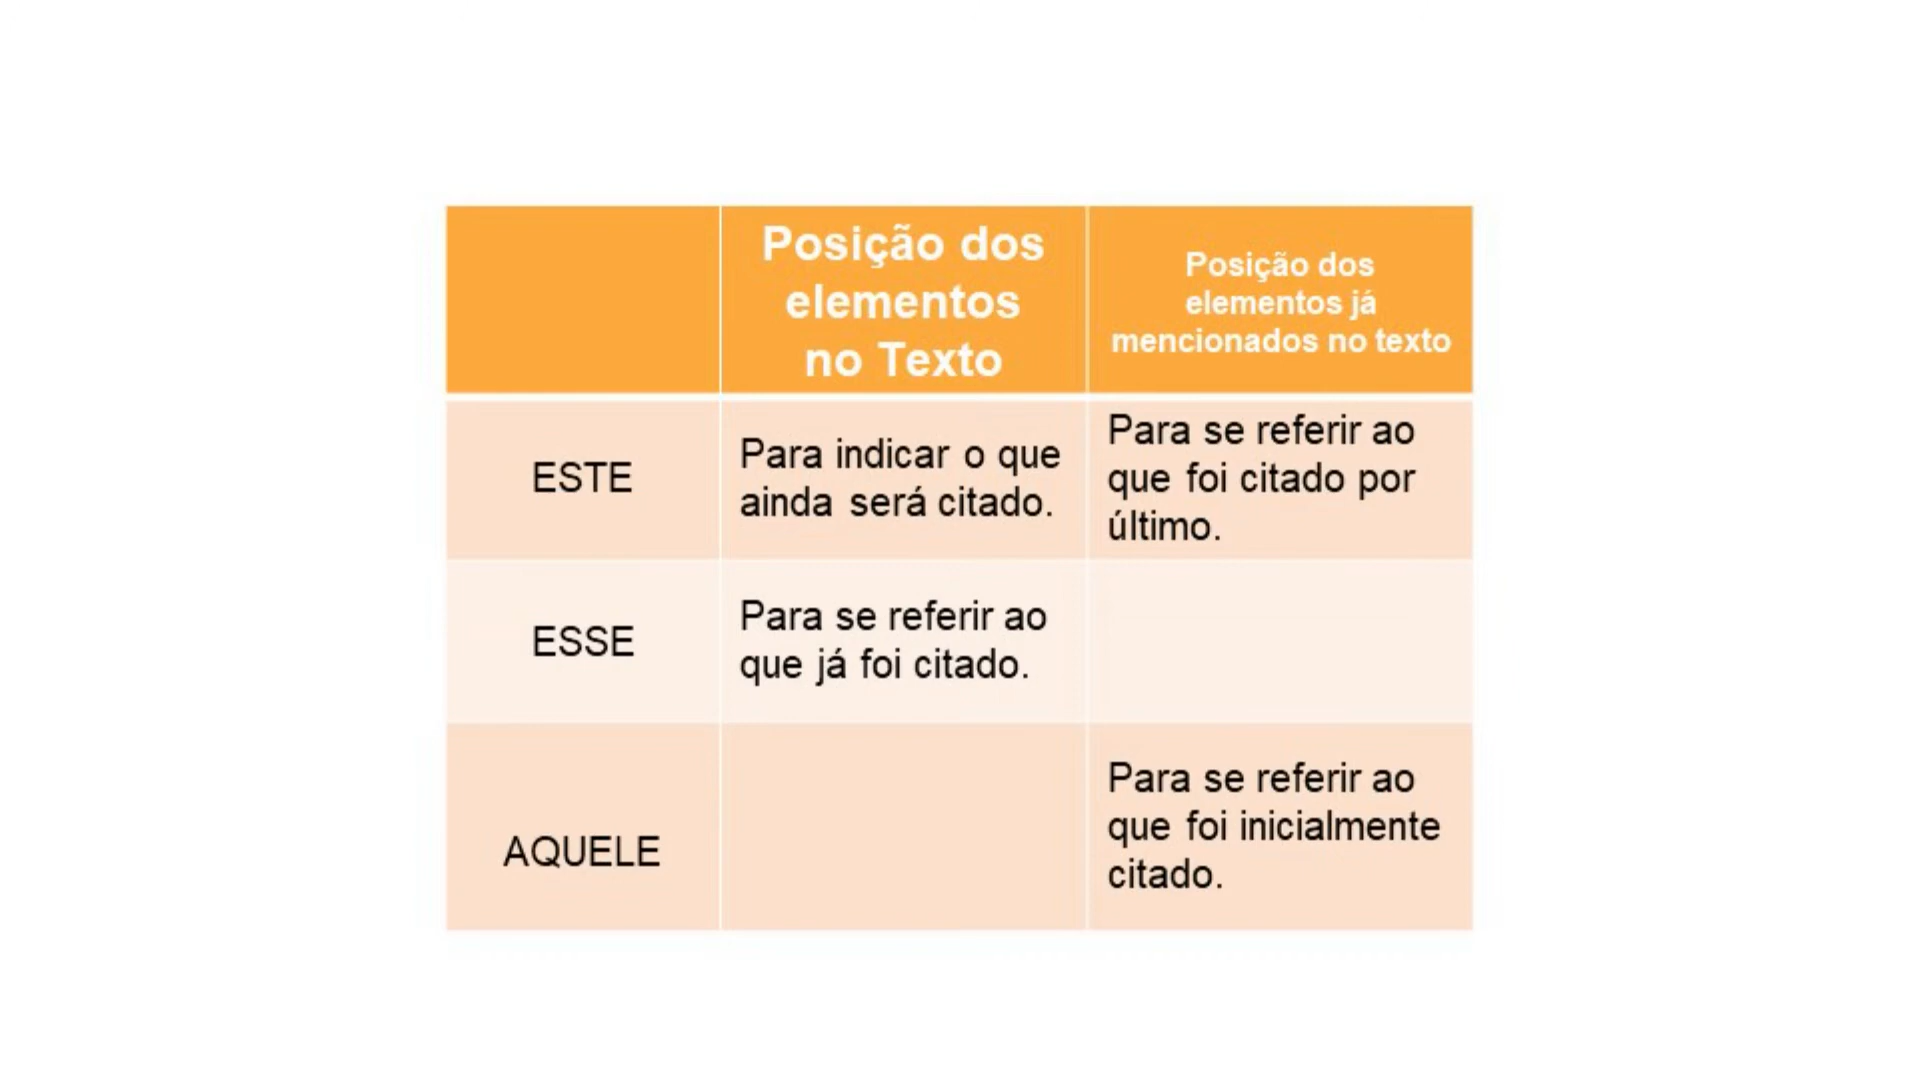 Posição dos
elementos
no Texto
Posição dos
elementos já
mencionados no texto
ESTE
Para indicar o que
ainda será citado.
Para se referir ao
que foi citado por
último.
ESSE
Para se referir ao
que já foi citado.
AQUELE
Para se referir ao
que foi inicialmente
citado.